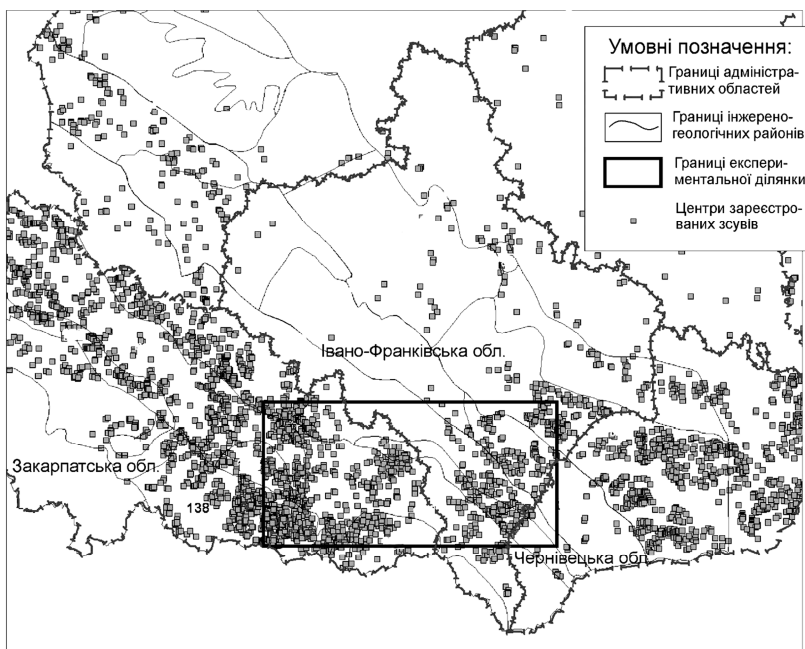 Умовні позначення:
Границі адміністра-
тивних областей
Границі інжерено-
геологічних районів
Границі експери-
ментальної ділянки
Центри зареєстро-
ваних зсувів
Івано-Франківська обл.
Закарпатська обл.
138
Чернівецька обл.